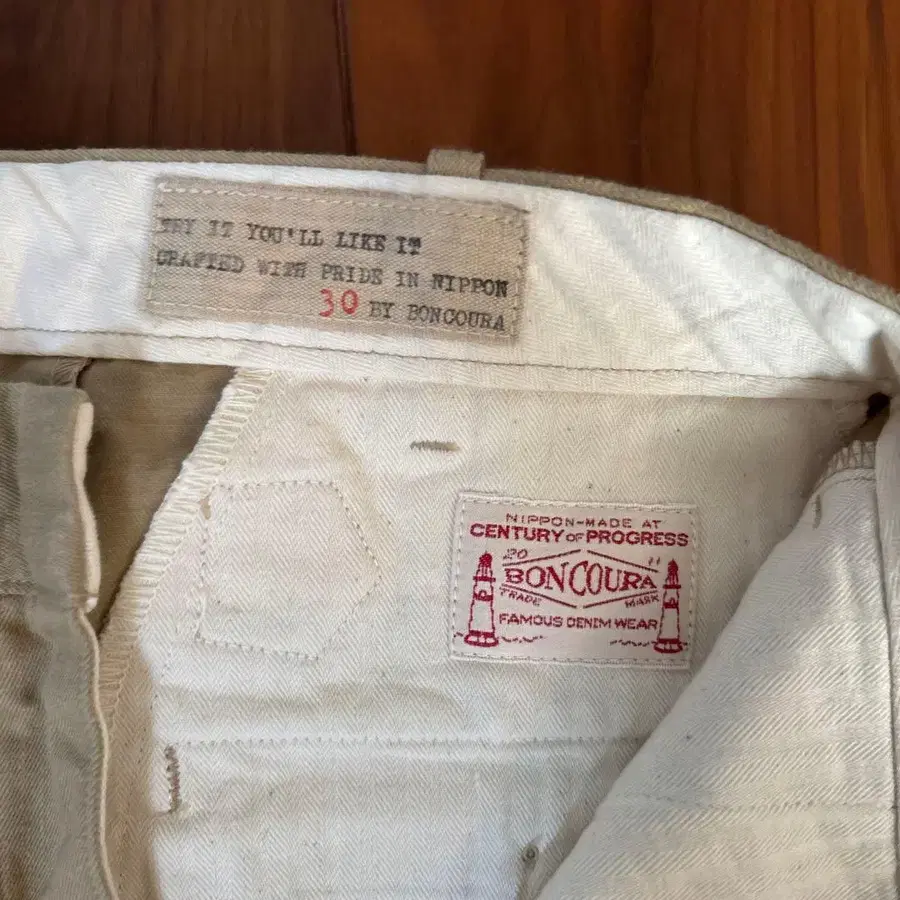 TRY IT YOU'LL LIKE IT
CRAFTED WITH PRIDE IN NIPPON
30 BY BONCOURA
NIPPON-MADE AT
CENTURY OF PROGRESS
20 11
BONCOURA
TRADE MARK
FAMOUS DENIM WEAR